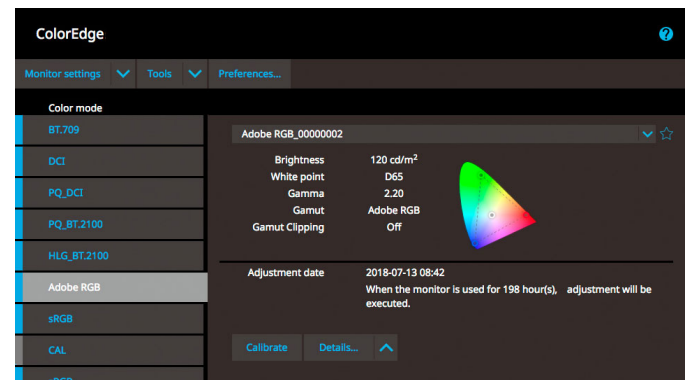 ColorEdge
Monitor settings Tools Preferences...
Color mode
BT.709
DCI
PQ_DCI
PQ_BT.2100
HLG_BT.2100
Adobe RGB
sRGB
CAL
Adobe RGB_00000002
Brightness 120 cd/m²
White point D65
Gamma 2.20
Gamut Adobe RGB
Gamut Clipping Off
Adjustment date 2018-07-13 08:42
When the monitor is used for 198 hour(s), adjustment will be
executed.
Calibrate Details...